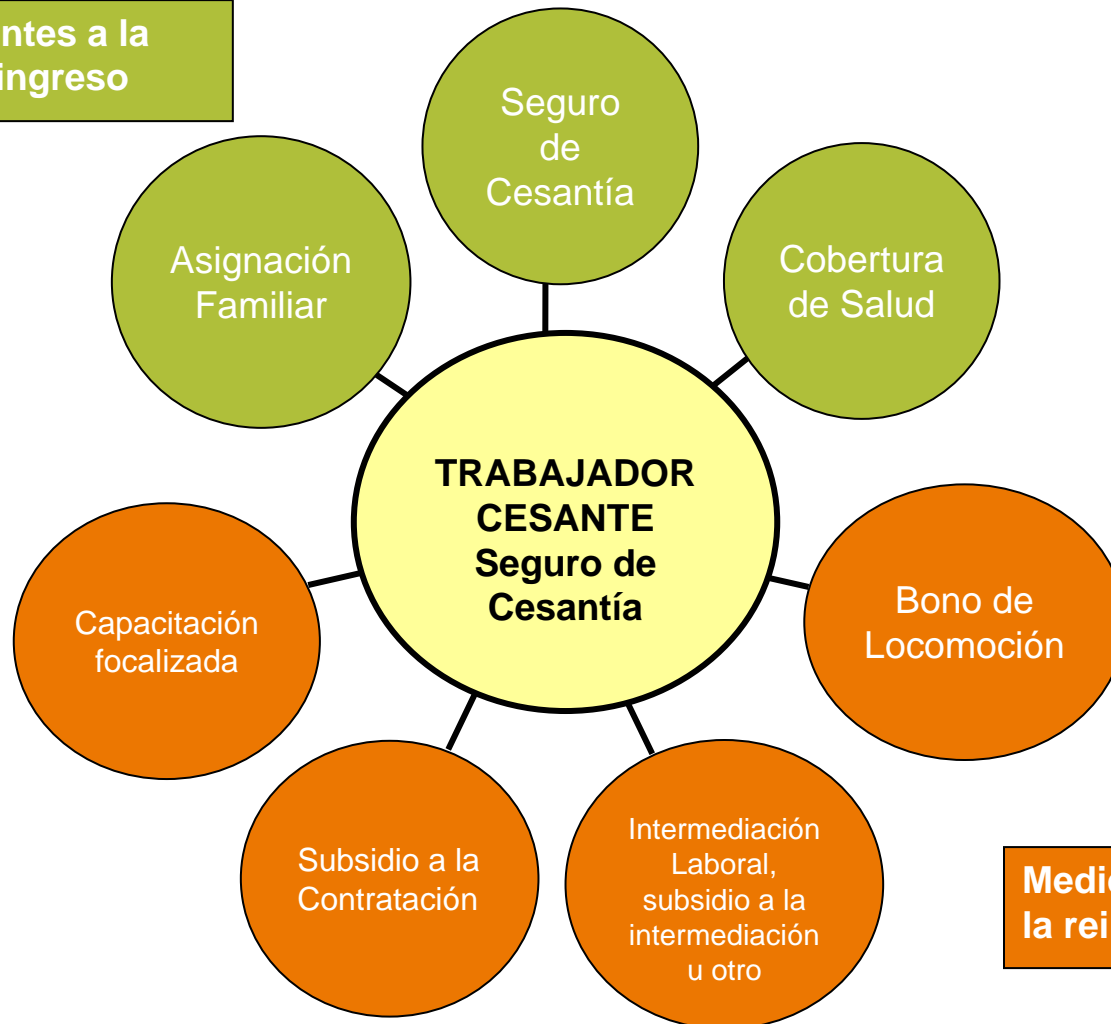 ntes a la
ingreso
Seguro
de
Cesantía
Asignación
Familiar
Cobertura
de Salud
TRABAJADOR
CESANTE
Seguro de
Cesantía
Capacitación
focalizada
Bono de
Locomoción
Subsidio a la
Contratación
Intermediación
Laboral,
subsidio a la
intermediación
u otro
Medi
la rei